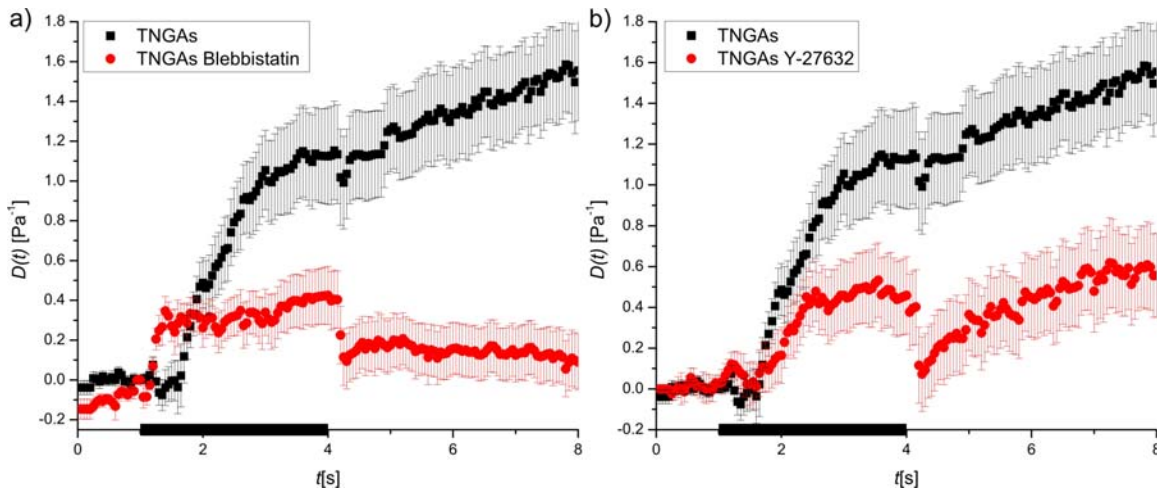 a)
TNGAs
TNGAs Blebbistatin
D(t) [Pa⁻¹]
1.8
1.6
1.4
1.2
1.0
0.8
0.6
0.4
0.2
0.0
-0.2
0 2 4 6 8
t[s]
b)
TNGAs
TNGAs Y-27632
D(t) [Pa⁻¹]
1.8
1.6
1.4
1.2
1.0
0.8
0.6
0.4
0.2
0.0
-0.2
0 2 4 6 8
t[s]